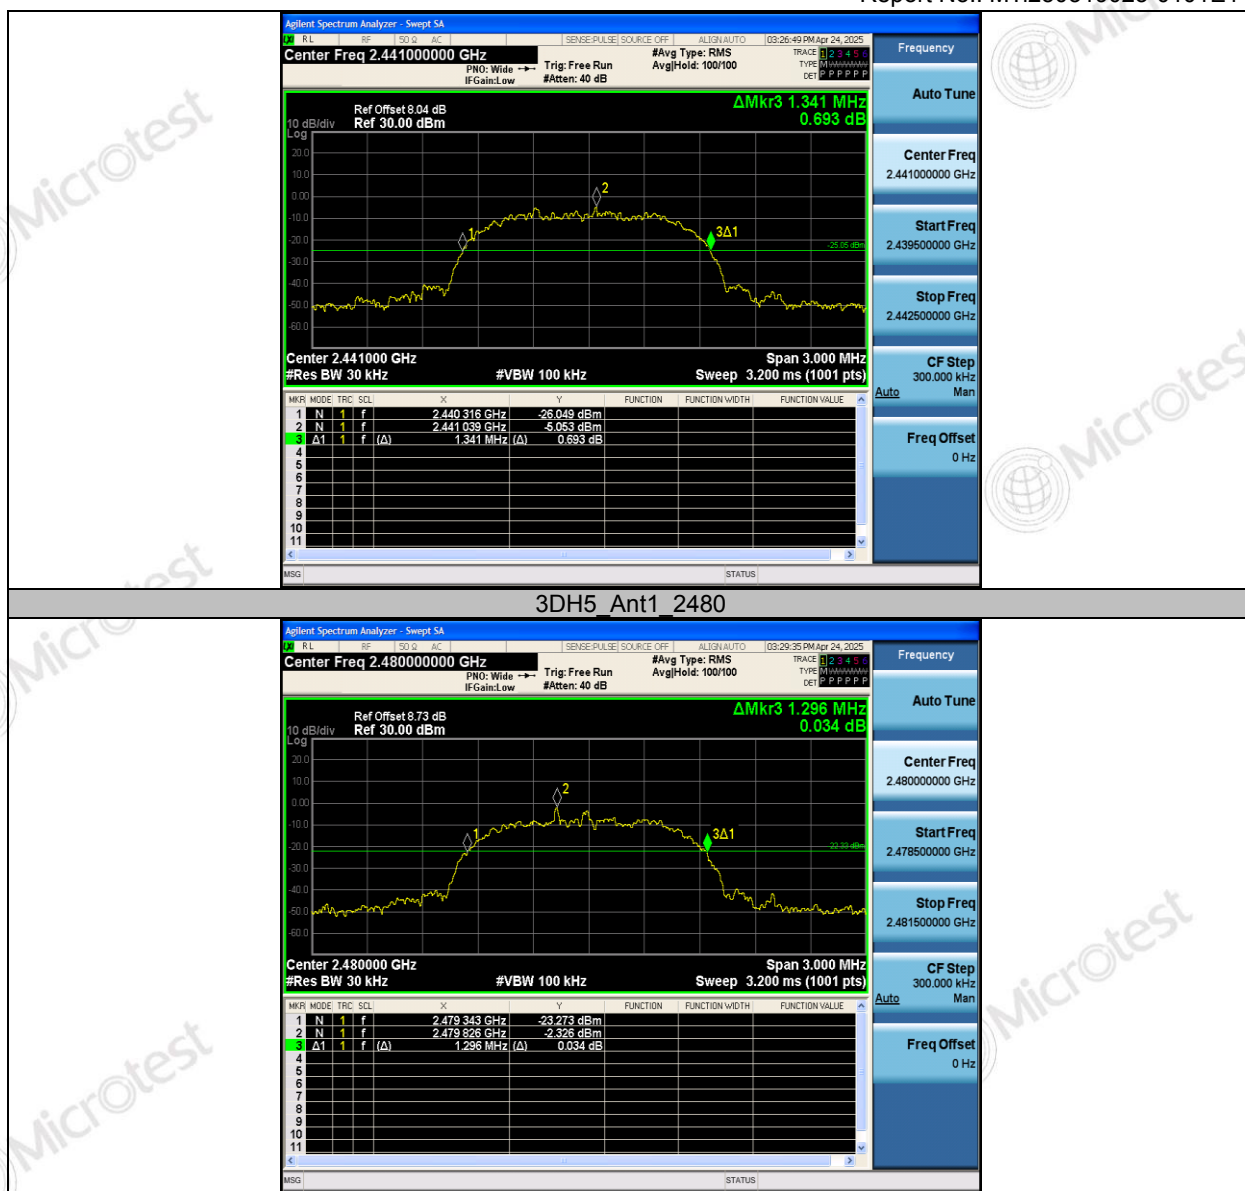 Agilent Spectrum Analyzer - Swept SA
RL RF 50 Ω AC SENSE:PULSE SOURCE OFF ALIGN AUTO 03:26:49 PM Apr 24, 2025
Center Freq 2.441000000 GHz #Avg Type: RMS TRACE 1 2 3 4 5 6 Frequency
PNO: Wide Trig: Free Run Avg|Hold: 100/100 TYPE M
IFGain:Low #Atten: 40 dB DET P P P P P P
Auto Tune
ΔMkr3 1.341 MHz
0.693 dB
Ref Offset 8.04 dB
10 dB/div Ref 30.00 dBm
Log
20.0
10.0
0.00
-10.0
-20.0
-30.0
-40.0
-50.0
-60.0
1
2
3Δ1
-25.05 dBm
Center Freq
2.441000000 GHz
Start Freq
2.439500000 GHz
Stop Freq
2.442500000 GHz
CF Step
300.000 kHz
Auto Man
Freq Offset
0 Hz
Center 2.441000 GHz Span 3.000 MHz
#Res BW 30 kHz #VBW 100 kHz Sweep 3.200 ms (1001 pts)
MKR MODE TRC SCL X Y FUNCTION FUNCTION WIDTH FUNCTION VALUE
1 N 1 f 2.440 316 GHz -26.049 dBm
2 N 1 f 2.441 039 GHz -5.053 dBm
3 Δ1 1 f (Δ) 1.341 MHz (Δ) 0.693 dB
4
5
6
7
8
9
10
11
MSG STATUS
3DH5_Ant1_2480
Agilent Spectrum Analyzer - Swept SA
RL RF 50 Ω AC SENSE:PULSE SOURCE OFF ALIGN AUTO 03:29:35 PM Apr 24, 2025
Center Freq 2.480000000 GHz #Avg Type: RMS TRACE 1 2 3 4 5 6 Frequency
PNO: Wide Trig: Free Run Avg|Hold: 100/100 TYPE M
IFGain:Low #Atten: 40 dB DET P P P P P P
Auto Tune
ΔMkr3 1.296 MHz
0.034 dB
Ref Offset 8.73 dB
10 dB/div Ref 30.00 dBm
Log
20.0
10.0
0.00
-10.0
-20.0
-30.0
-40.0
-50.0
-60.0
1
2
3Δ1
-22.33 dBm
Center Freq
2.480000000 GHz
Start Freq
2.478500000 GHz
Stop Freq
2.481500000 GHz
CF Step
300.000 kHz
Auto Man
Freq Offset
0 Hz
Center 2.480000 GHz Span 3.000 MHz
#Res BW 30 kHz #VBW 100 kHz Sweep 3.200 ms (1001 pts)
MKR MODE TRC SCL X Y FUNCTION FUNCTION WIDTH FUNCTION VALUE
1 N 1 f 2.479 343 GHz -23.273 dBm
2 N 1 f 2.479 826 GHz -2.326 dBm
3 Δ1 1 f (Δ) 1.296 MHz (Δ) 0.034 dB
4
5
6
7
8
9
10
11
MSG STATUS
Microtest
Microtest
Microtest
Microtest